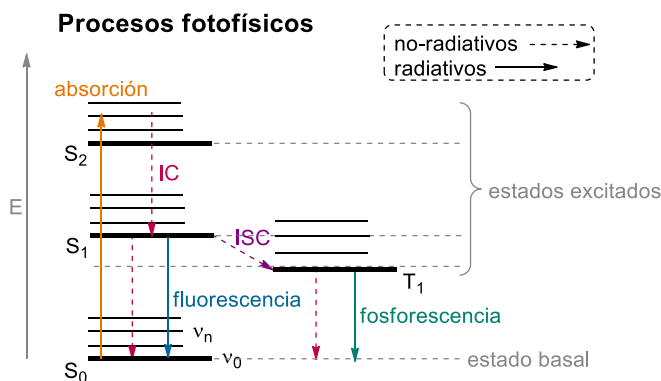 Procesos fotofísicos
no-radiativos
radiativos
absorción
S2
IC
estados excitados
E
S1
ISC
T1
fluorescencia
fosforescencia
νn
ν0
S0
estado basal